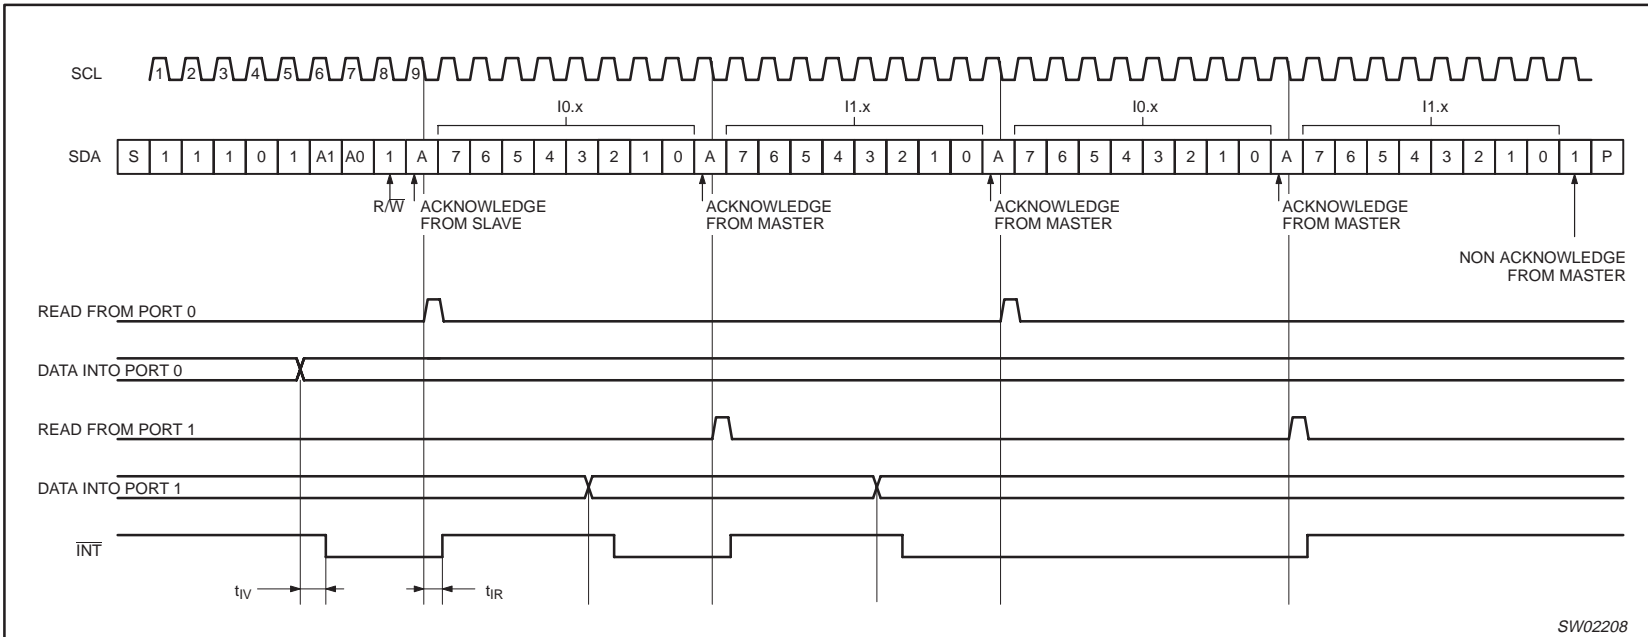 SCL 1 2 3 4 5 6 7 8 9
I0.x I1.x I0.x I1.x
SDA S 1 1 1 0 1 A1 A0 1 A 7 6 5 4 3 2 1 0 A 7 6 5 4 3 2 1 0 A 7 6 5 4 3 2 1 0 A 7 6 5 4 3 2 1 0 1 P
R/W̅ ACKNOWLEDGE ACKNOWLEDGE ACKNOWLEDGE ACKNOWLEDGE
FROM SLAVE FROM MASTER FROM MASTER FROM MASTER
NON ACKNOWLEDGE
FROM MASTER
READ FROM PORT 0
DATA INTO PORT 0
READ FROM PORT 1
DATA INTO PORT 1
I̅N̅T̅
tIV tIR
SW02208